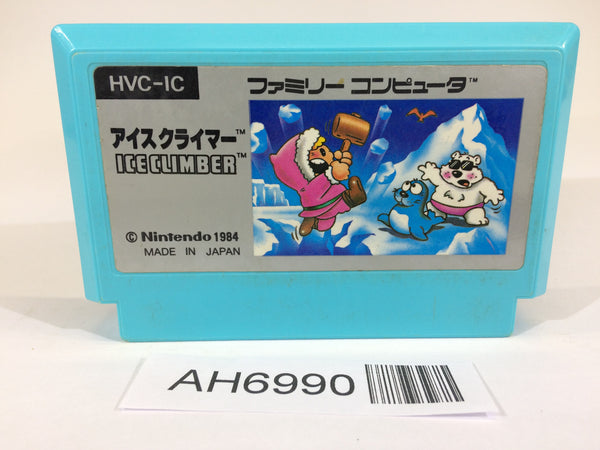 HVC-IC
ファミリー コンピュータ™
アイスクライマー™
ICE CLIMBER™
© Nintendo 1984
MADE IN JAPAN
AH6990